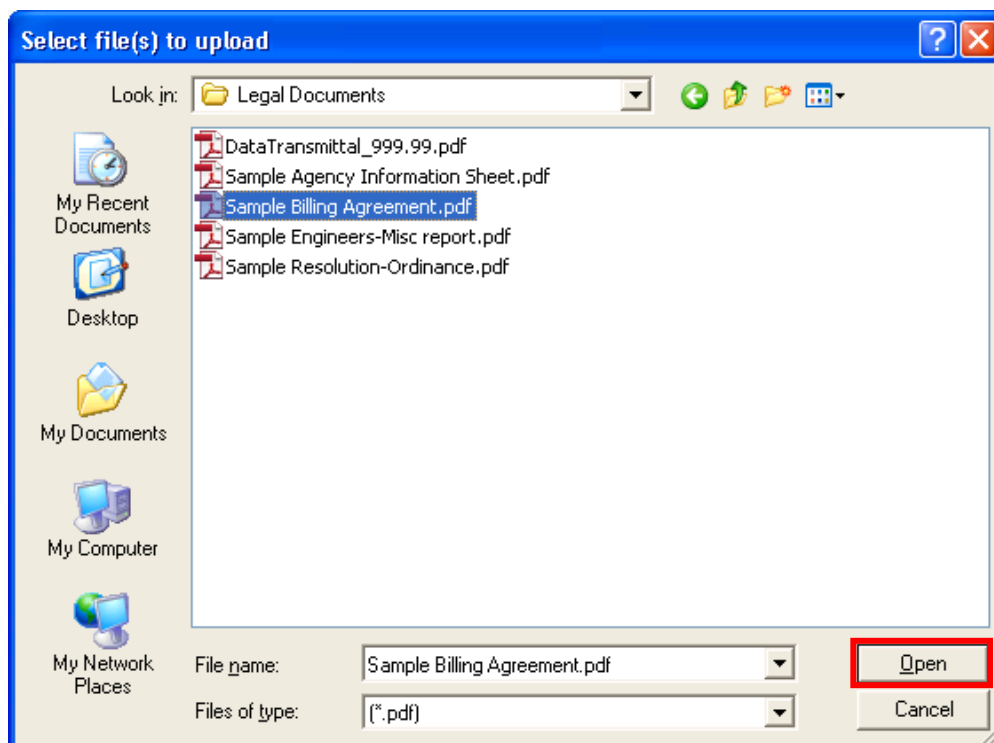 Select file(s) to upload
Look in: Legal Documents
DataTransmittal_999.99.pdf
Sample Agency Information Sheet.pdf
Sample Billing Agreement.pdf
Sample Engineers-Misc report.pdf
Sample Resolution-Ordinance.pdf
My Recent
Documents
Desktop
My Documents
My Computer
My Network
Places
File name: Sample Billing Agreement.pdf Open
Files of type: (*.pdf) Cancel